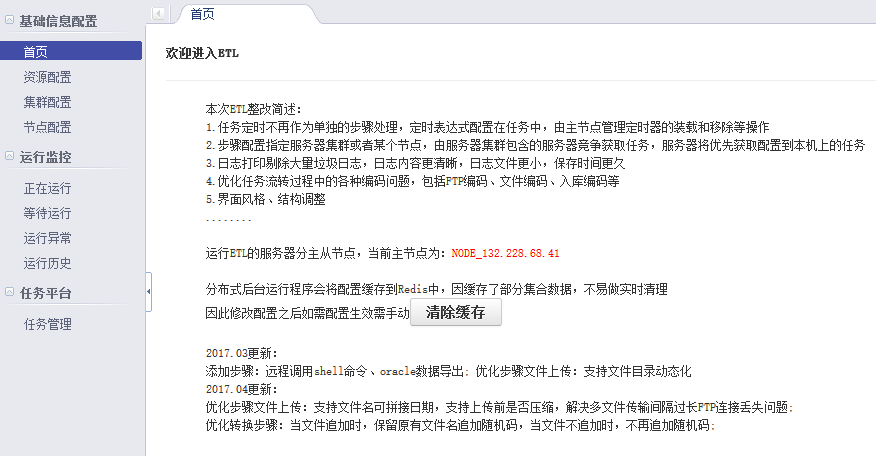 基础信息配置
首页
资源配置
集群配置
节点配置
运行监控
正在运行
等待运行
运行异常
运行历史
任务平台
任务管理
首页
欢迎进入ETL
本次ETL整改简述：
1.任务定时不再作为单独的步骤处理，定时表达式配置在任务中，由主节点管理定时器的装载和移除等操作
2.步骤配置指定服务器集群或者某个节点，由服务器集群包含的服务器竞争获取任务，服务器将优先获取配置到本机上的任务
3.日志打印剔除大量垃圾日志，日志内容更清晰，日志文件更小，保存时间更久
4.优化任务流转过程中的各种编码问题，包括FTP编码、文件编码、入库编码等
5.界面风格、结构调整
........
运行ETL的服务器分主从节点，当前主节点为：NODE_132.228.68.41
分布式后台运行程序会将配置缓存到Redis中，因缓存了部分集合数据，不易做实时清理
因此修改配置之后如需配置生效需手动 清除缓存
2017.03更新：
添加步骤：远程调用shell命令、oracle数据导出；优化步骤文件上传：支持文件目录动态化
2017.04更新：
优化步骤文件上传：支持文件名可拼接日期，支持上传前是否压缩，解决多文件传输间隔过长FTP连接丢失问题；
优化转换步骤：当文件追加时，保留原有文件名追加随机码，当文件不追加时，不再追加随机码；